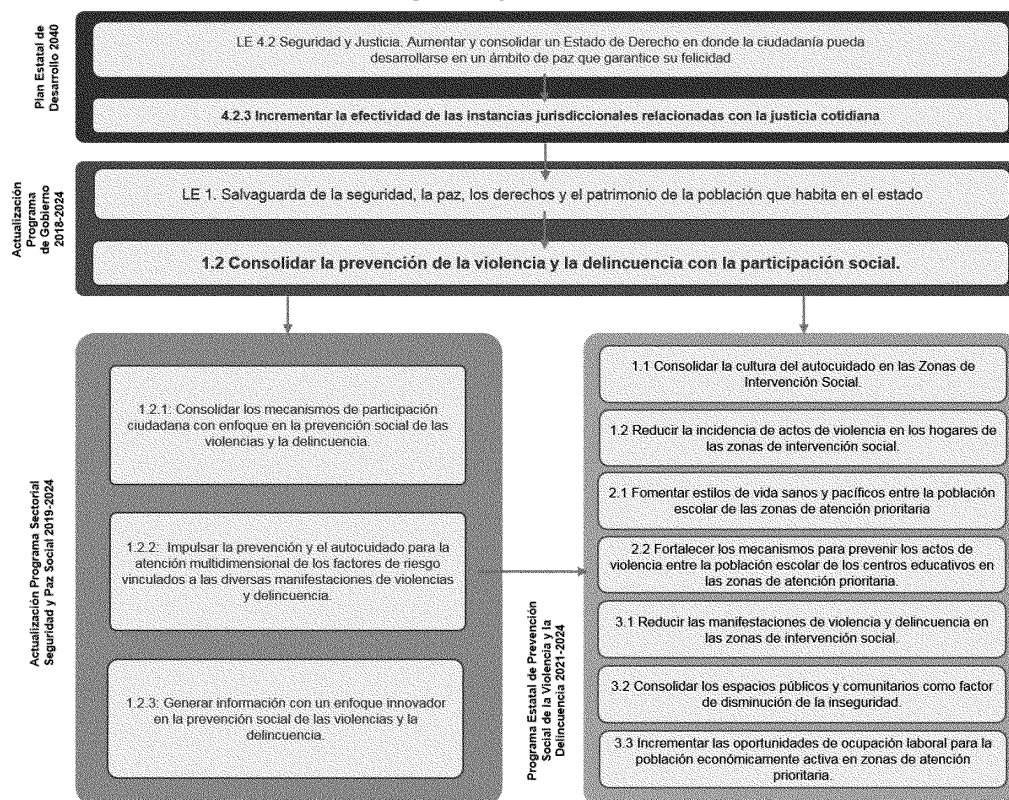 Plan Estatal de
Desarrollo 2040
LE 4.2 Seguridad y Justicia. Aumentar y consolidar un Estado de Derecho en donde la ciudadanía pueda
desarrollarse en un ámbito de paz que garantice su felicidad
4.2.3 Incrementar la efectividad de las instancias jurisdiccionales relacionadas con la justicia cotidiana
Actualización
Programa
de Gobierno
2018-2024
LE 1. Salvaguarda de la seguridad, la paz, los derechos y el patrimonio de la población que habita en el estado
1.2 Consolidar la prevención de la violencia y la delincuencia con la participación social.
Actualización Programa Sectorial
Seguridad y Paz Social 2019-2024
1.2.1: Consolidar los mecanismos de participación
ciudadana con enfoque en la prevención social de las
violencias y la delincuencia.
1.2.2: Impulsar la prevención y el autocuidado para la
atención multidimensional de los factores de riesgo
vinculados a las diversas manifestaciones de violencias
y delincuencia.
1.2.3: Generar información con un enfoque innovador
en la prevención social de las violencias y la
delincuencia.
Programa Estatal de Prevención
Social de la Violencia y la
Delincuencia 2021-2024
1.1 Consolidar la cultura del autocuidado en las Zonas de
Intervención Social.
1.2 Reducir la incidencia de actos de violencia en los hogares de
las zonas de intervención social.
2.1 Fomentar estilos de vida sanos y pacíficos entre la población
escolar de las zonas de atención prioritaria
2.2 Fortalecer los mecanismos para prevenir los actos de
violencia entre la población escolar de los centros educativos en
las zonas de atención prioritaria.
3.1 Reducir las manifestaciones de violencia y delincuencia en
las zonas de intervención social.
3.2 Consolidar los espacios públicos y comunitarios como factor
de disminución de la inseguridad.
3.3 Incrementar las oportunidades de ocupación laboral para la
población económicamente activa en zonas de atención
prioritaria.